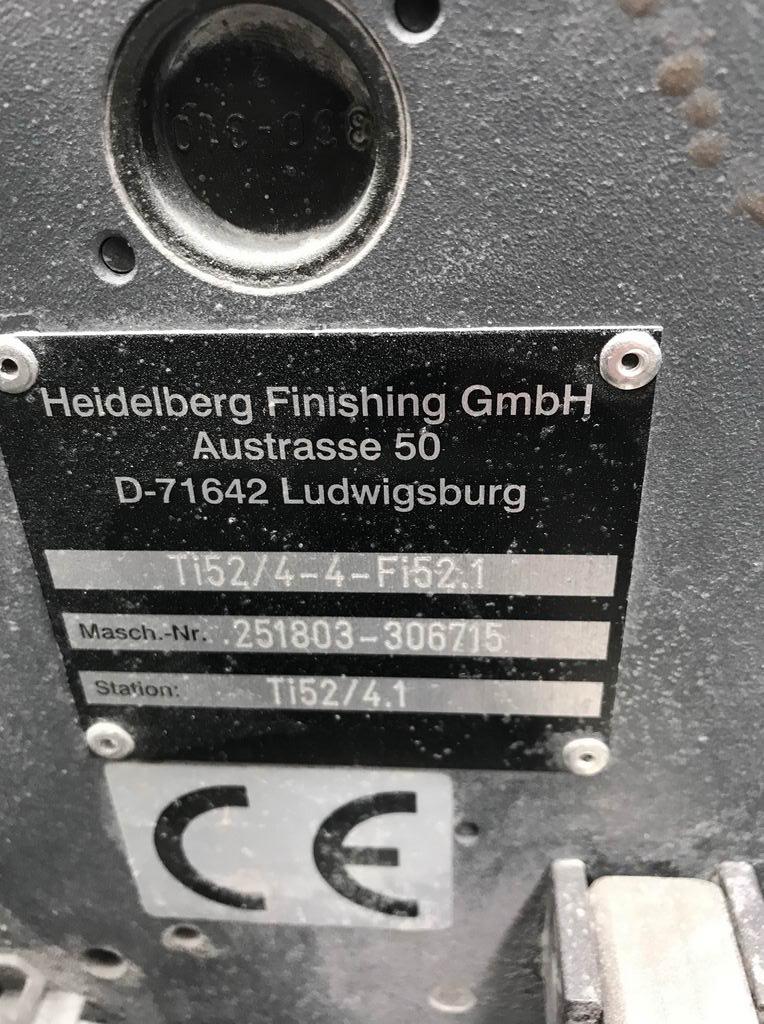 Heidelberg Finishing GmbH
Austrasse 50
D-71642 Ludwigsburg
Ti52/4-4-Fi52.1
Masch.-Nr. 251803-306715
Station: Ti52/4.1
CE